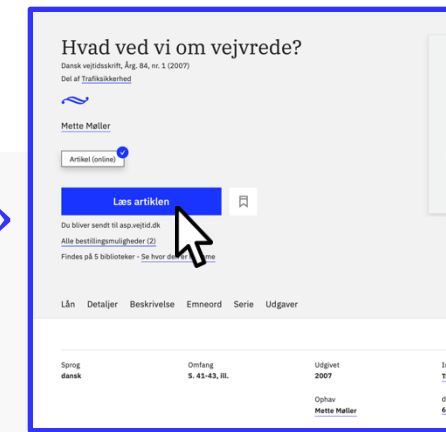 Hvad ved vi om vejvrede?
Dansk vejtidsskrift, Årg. 84, nr. 1 (2007)
Del af Trafiksikkerhed
Mette Møller
Artikel (online)
Læs artiklen
Du bliver sendt til asp.vejtid.dk
Alle bestillingsmuligheder (2)
Findes på 5 biblioteker - Se hvor
Lån Detaljer Beskrivelse Emneord Serie Udgaver
Sprog Omfang Udgivet
dansk S. 41-43, ill. 2007
Ophav
Mette Møller